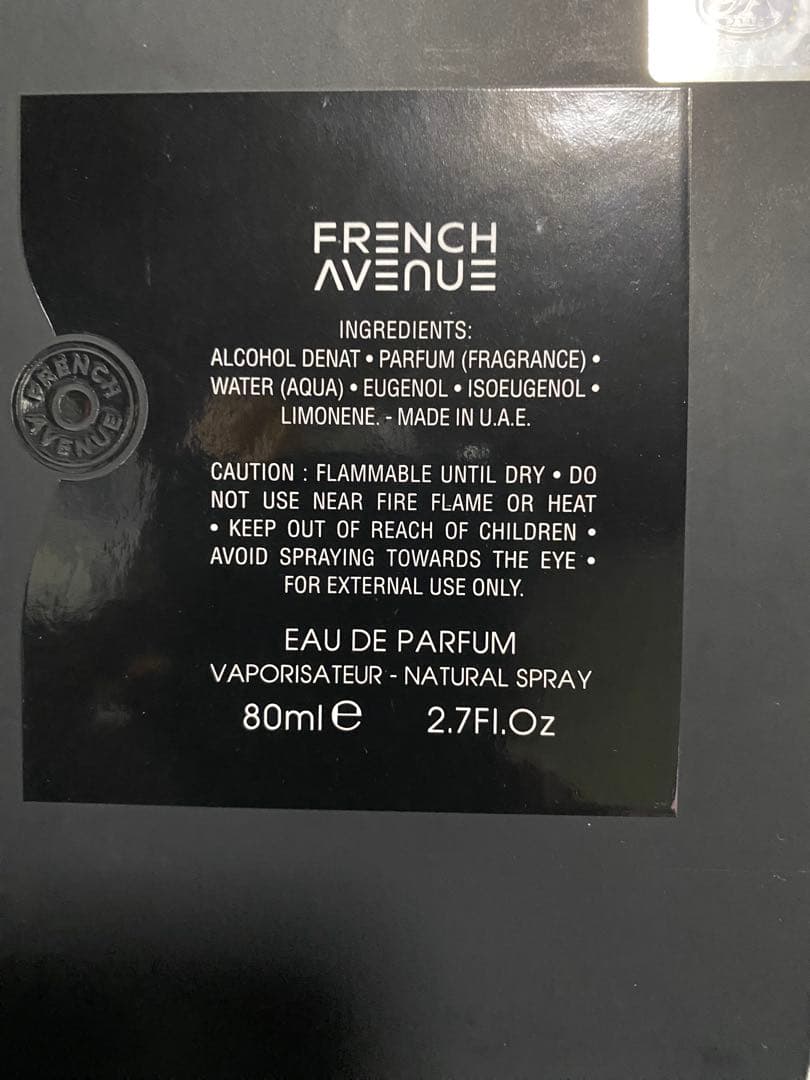 FRENCH
AVENUE
INGREDIENTS:
ALCOHOL DENAT • PARFUM (FRAGRANCE) •
WATER (AQUA) • EUGENOL • ISOEUGENOL •
LIMONENE. - MADE IN U.A.E.
FRENCH
AVENUE
CAUTION : FLAMMABLE UNTIL DRY • DO
NOT USE NEAR FIRE FLAME OR HEAT
• KEEP OUT OF REACH OF CHILDREN •
AVOID SPRAYING TOWARDS THE EYE •
FOR EXTERNAL USE ONLY.
EAU DE PARFUM
VAPORISATEUR - NATURAL SPRAY
80ml e 2.7Fl.Oz